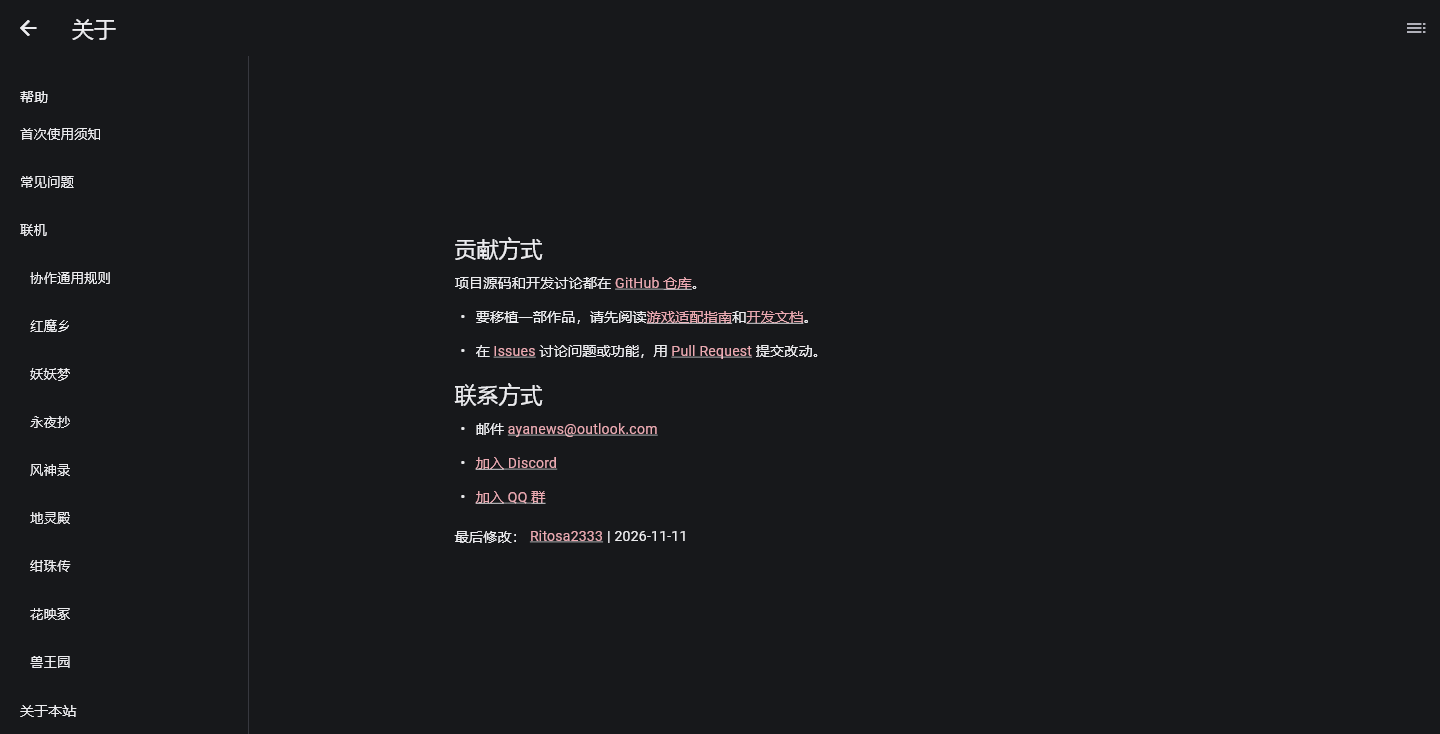 关于
帮助
首次使用须知
常见问题
联机
协作通用规则
红魔乡
妖妖梦
永夜抄
风神录
地灵殿
绀珠传
花映冢
兽王园
关于本站
贡献方式
项目源码和开发讨论都在 GitHub 仓库。
• 要移植一部作品，请先阅读游戏适配指南和开发文档。
• 在 Issues 讨论问题或功能，用 Pull Request 提交改动。
联系方式
• 邮件 ayanews@outlook.com
• 加入 Discord
• 加入 QQ 群
最后修改： Ritosa2333 | 2026-11-11